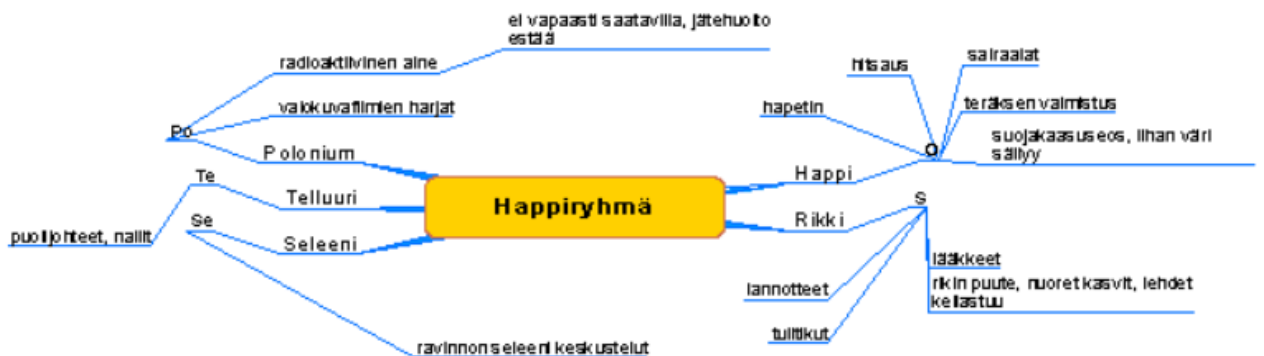 ei vapaasti saatavilla, jätehuolto
estää
radioaktiivinen aine
valokuvafilmien harjat
Po
Polonium
Te
Telluuri
puolijohteet, nallit
Se
Seleeni
ravinnon seleeni keskustelut
Happiryhmä
sairaalat
hitsaus
teräksen valmistus
hapetin
suojakaasuseos, lihan väri
säilyy
O
Happi
S
Rikki
lääkkeet
rikin puute, nuoret kasvit, lehdet
kellastuu
lannotteet
tulitikut